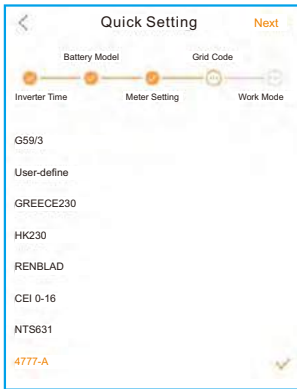 Quick Setting Next
Battery Model Grid Code
Inverter Time Meter Setting Work Mode
G59/3
User-define
GREECE230
HK230
RENBLAD
CEI 0-16
NTS631
4777-A